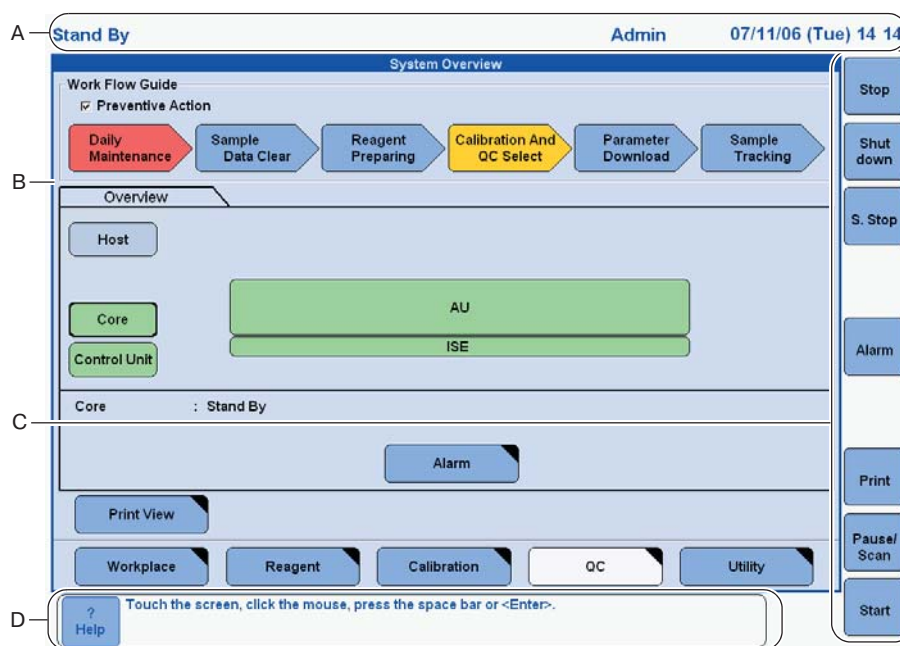 A
Stand By Admin 07/11/06 (Tue) 14 14
System Overview
Work Flow Guide
Preventive Action
Daily Maintenance
Sample Data Clear
Reagent Preparing
Calibration And QC Select
Parameter Download
Sample Tracking
B
Overview
Host
AU
Core
ISE
Control Unit
Core : Stand By
C
Alarm
Print View
Workplace
Reagent
Calibration
QC
Utility
Stop
Shut down
S. Stop
Alarm
Print
Pause/ Scan
Start
D
? Help
Touch the screen, click the mouse, press the space bar or <Enter>.